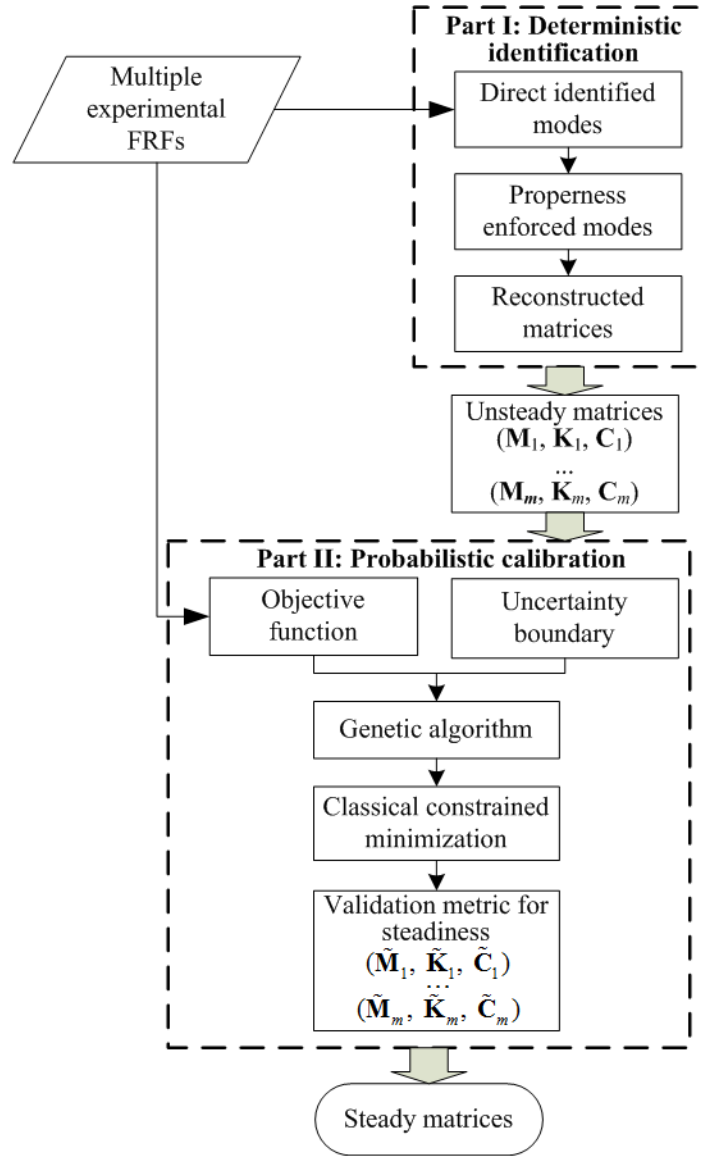 Part I: Deterministic
identification
Multiple
experimental
FRFs
Direct identified
modes
Properness
enforced modes
Reconstructed
matrices
Unsteady matrices
(M₁, K₁, C₁)
...
(Mₘ, Kₘ, Cₘ)
Part II: Probabilistic calibration
Objective
function
Uncertainty
boundary
Genetic algorithm
Classical constrained
minimization
Validation metric for
steadiness
(M̃₁, K̃₁, C̃₁)
...
(M̃ₘ, K̃ₘ, C̃ₘ)
Steady matrices